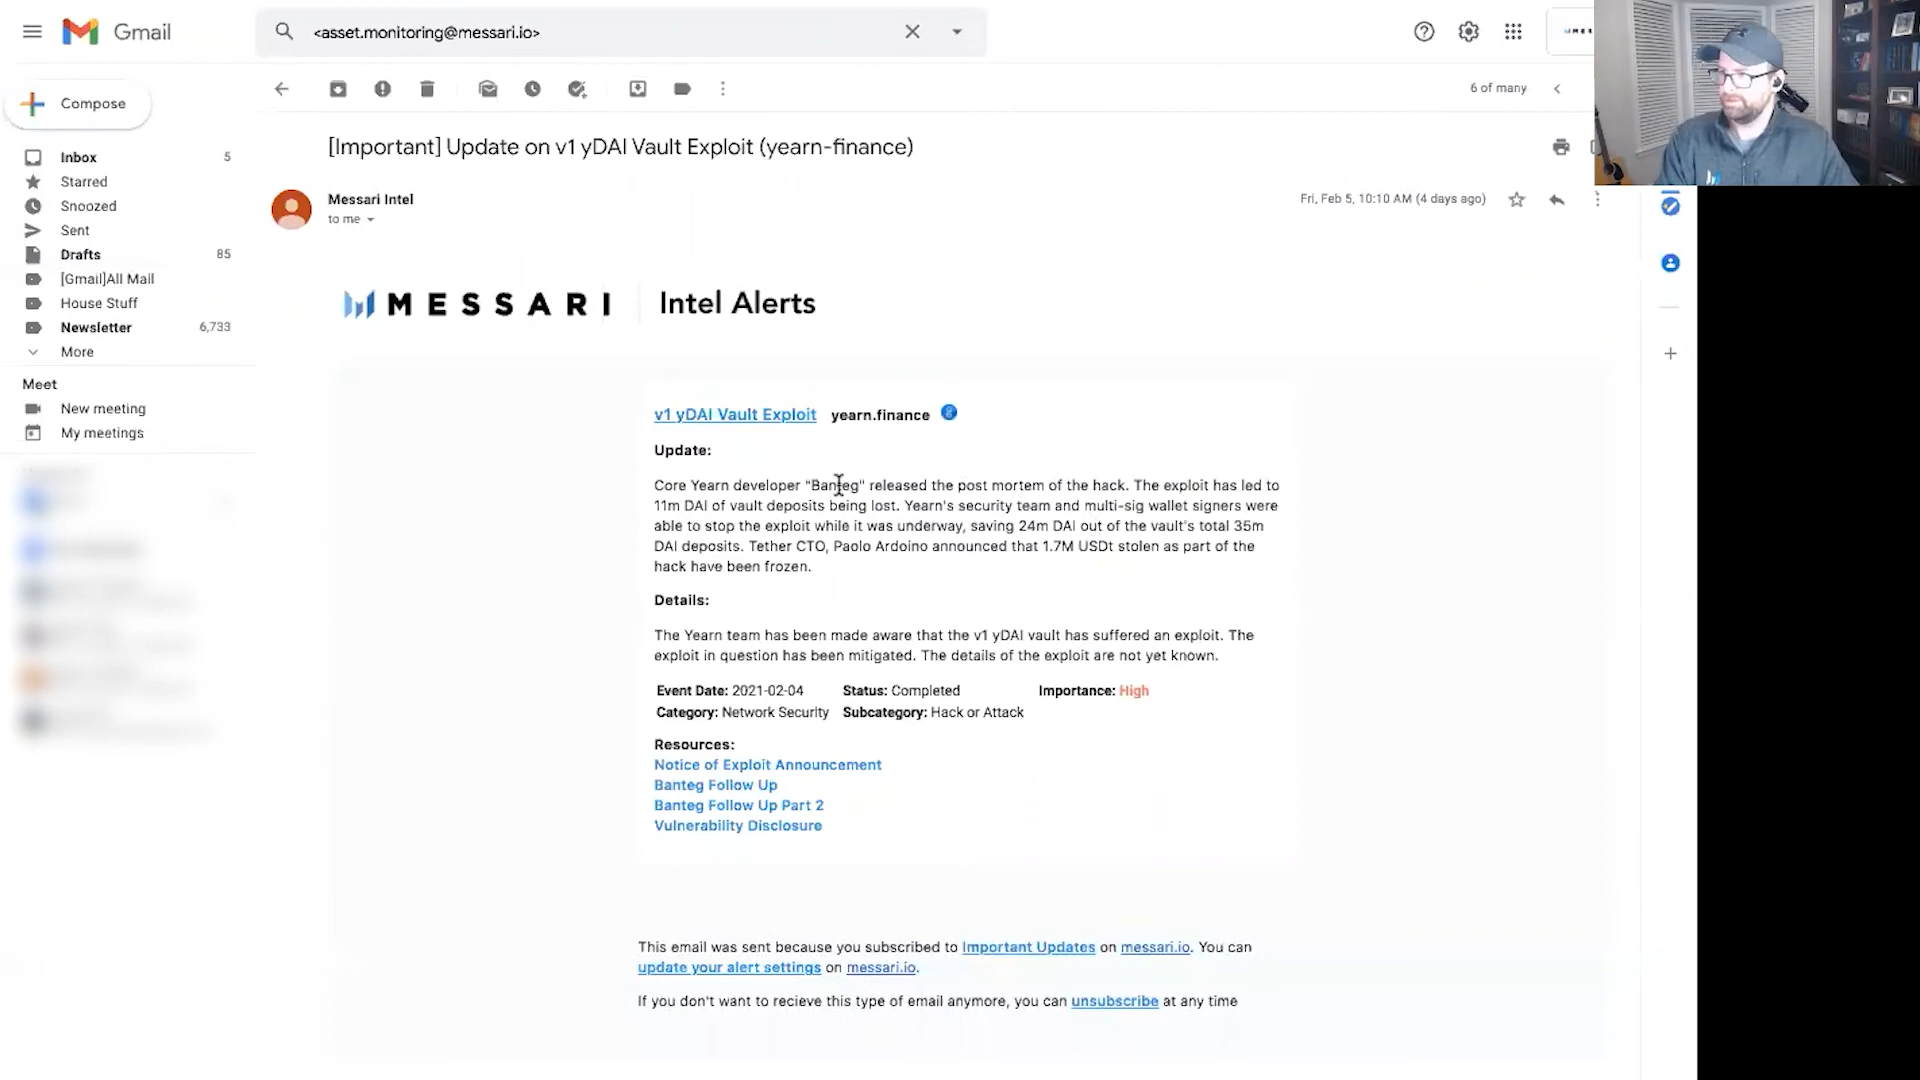 Gmail
<asset.monitoring@messari.io>
Compose
6 of many
Inbox 5
Starred
Snoozed
Sent
Drafts 85
[Gmail]All Mail
House Stuff
Newsletter 6,733
More
Meet
New meeting
My meetings
[Important] Update on v1 yDAI Vault Exploit (yearn-finance)
Messari Intel
to me
Fri, Feb 5, 10:10 AM (4 days ago)
MESSARI Intel Alerts
v1 yDAI Vault Exploit yearn.finance
Update:
Core Yearn developer "Banteg" released the post mortem of the hack. The exploit has led to
11m DAI of vault deposits being lost. Yearn's security team and multi-sig wallet signers were
able to stop the exploit while it was underway, saving 24m DAI out of the vault's total 35m
DAI deposits. Tether CTO, Paolo Ardoino announced that 1.7M USDt stolen as part of the
hack have been frozen.
Details:
The Yearn team has been made aware that the v1 yDAI vault has suffered an exploit. The
exploit in question has been mitigated. The details of the exploit are not yet known.
Event Date: 2021-02-04 Status: Completed Importance: High
Category: Network Security Subcategory: Hack or Attack
Resources:
Notice of Exploit Announcement
Banteg Follow Up
Banteg Follow Up Part 2
Vulnerability Disclosure
This email was sent because you subscribed to Important Updates on messari.io. You can
update your alert settings on messari.io.
If you don't want to recieve this type of email anymore, you can unsubscribe at any time